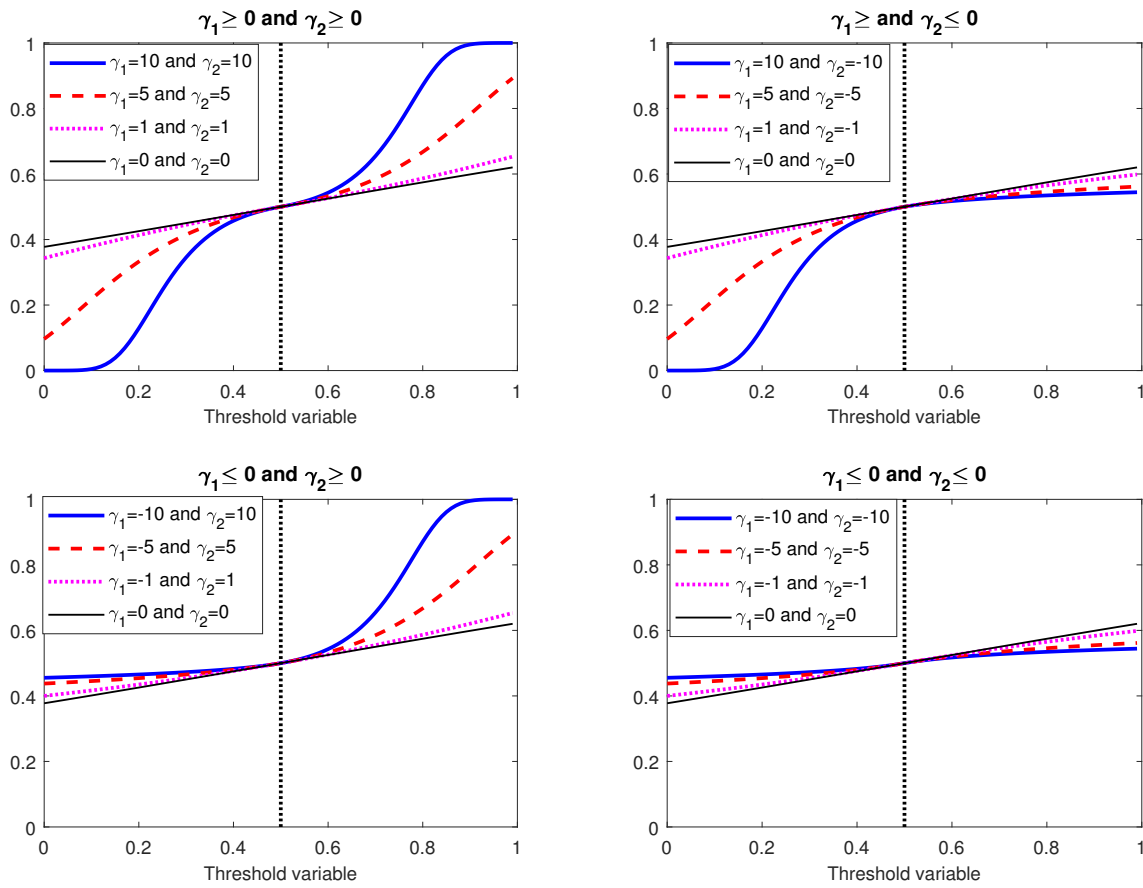 γ₁≥ 0 and γ₂≥ 0
1
0.8
0.6
0.4
0.2
0
γ₁=10 and γ₂=10
γ₁=5 and γ₂=5
γ₁=1 and γ₂=1
γ₁=0 and γ₂=0
0 0.2 0.4 0.6 0.8 1
Threshold variable
γ₁≥ and γ₂≤ 0
1
0.8
0.6
0.4
0.2
0
γ₁=10 and γ₂=-10
γ₁=5 and γ₂=-5
γ₁=1 and γ₂=-1
γ₁=0 and γ₂=0
0 0.2 0.4 0.6 0.8 1
Threshold variable
γ₁≤ 0 and γ₂≥ 0
1
0.8
0.6
0.4
0.2
0
γ₁=-10 and γ₂=10
γ₁=-5 and γ₂=5
γ₁=-1 and γ₂=1
γ₁=0 and γ₂=0
0 0.2 0.4 0.6 0.8 1
Threshold variable
γ₁≤ 0 and γ₂≤ 0
1
0.8
0.6
0.4
0.2
0
γ₁=-10 and γ₂=-10
γ₁=-5 and γ₂=-5
γ₁=-1 and γ₂=-1
γ₁=0 and γ₂=0
0 0.2 0.4 0.6 0.8 1
Threshold variable